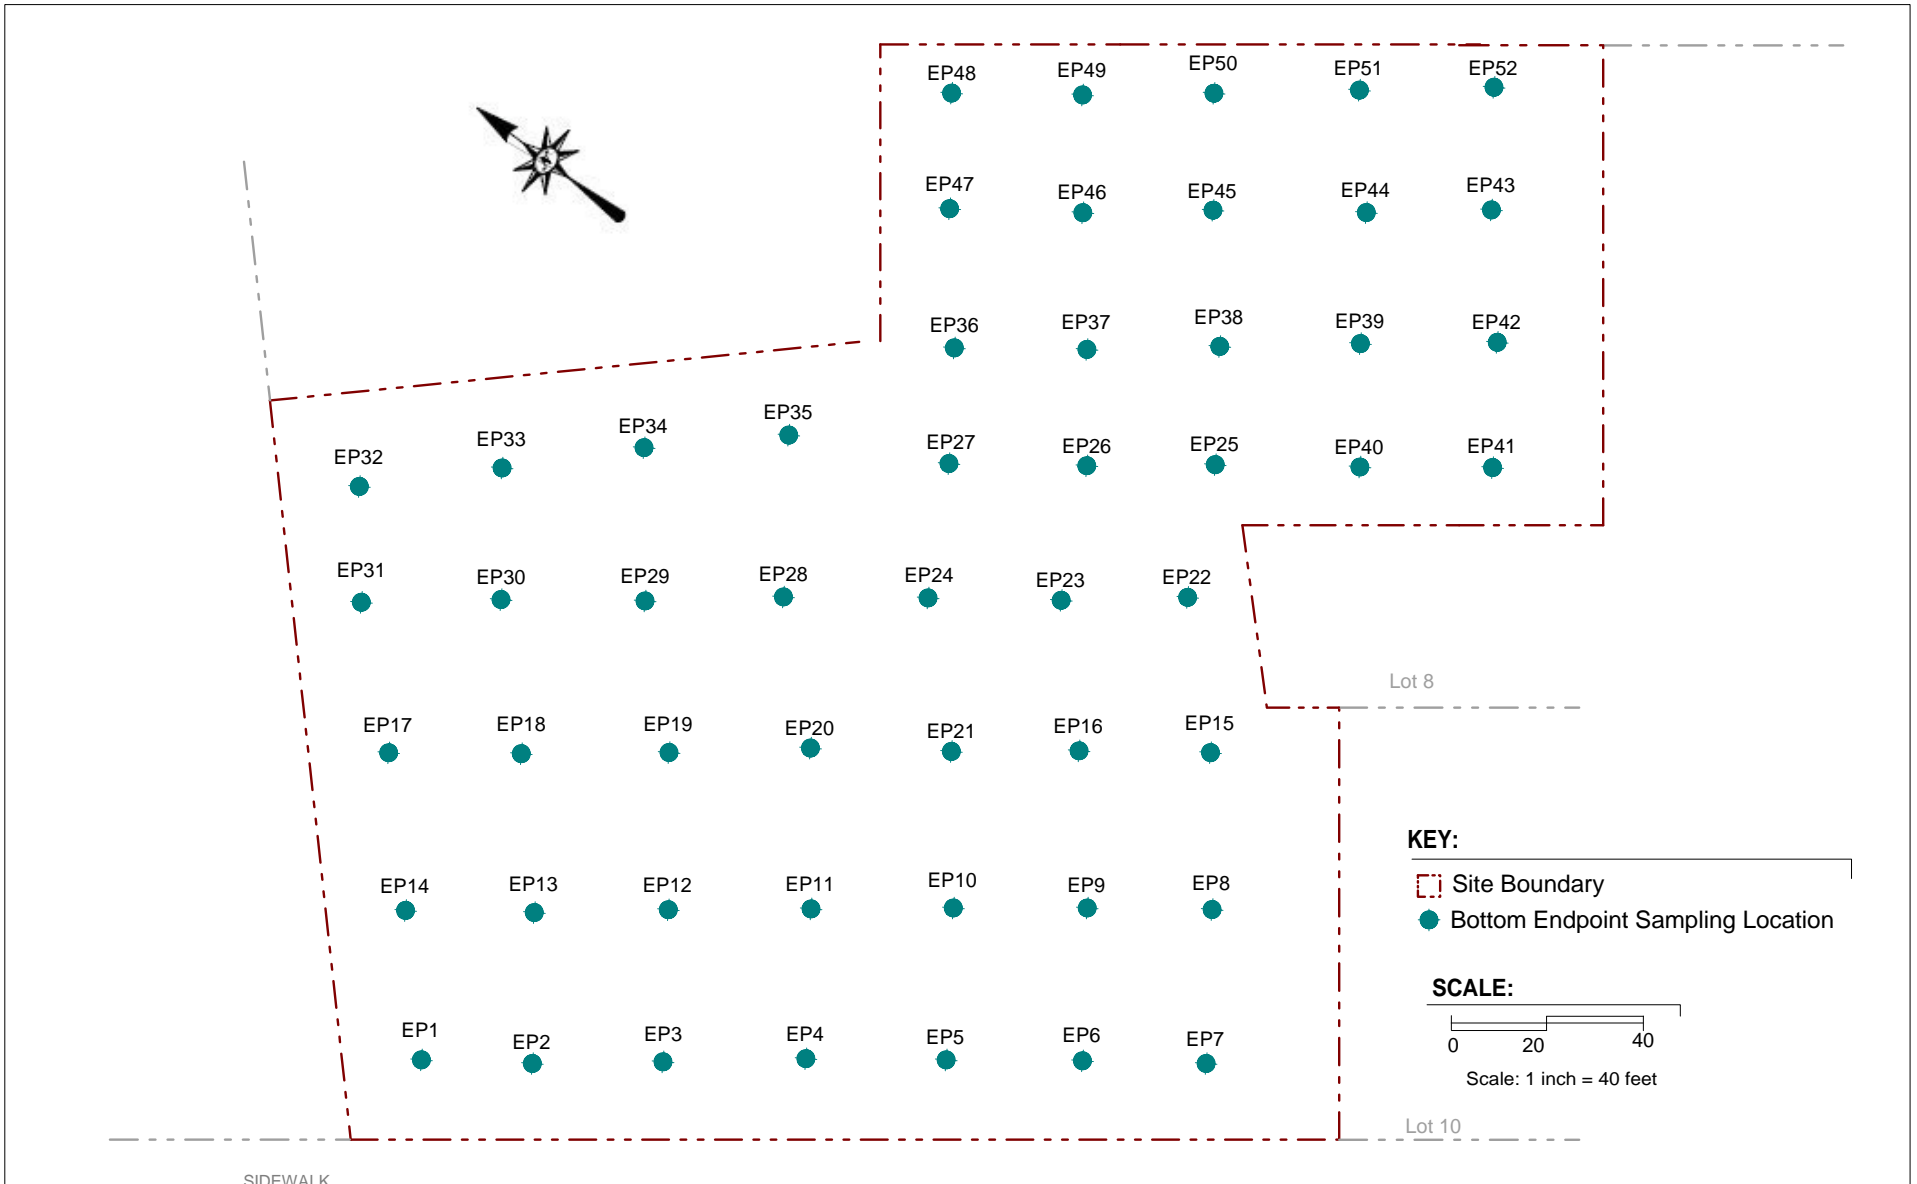 EP48 EP49 EP50 EP51 EP52
EP47 EP46 EP45 EP44 EP43
EP36 EP37 EP38 EP39 EP42
EP32 EP33 EP34 EP35 EP27 EP26 EP25 EP40 EP41
EP31 EP30 EP29 EP28 EP24 EP23 EP22
Lot 8
EP17 EP18 EP19 EP20 EP21 EP16 EP15
KEY:
Site Boundary
Bottom Endpoint Sampling Location
EP14 EP13 EP12 EP11 EP10 EP9 EP8
SCALE:
0 20 40
Scale: 1 inch = 40 feet
EP1 EP2 EP3 EP4 EP5 EP6 EP7
Lot 10
SIDEWALK